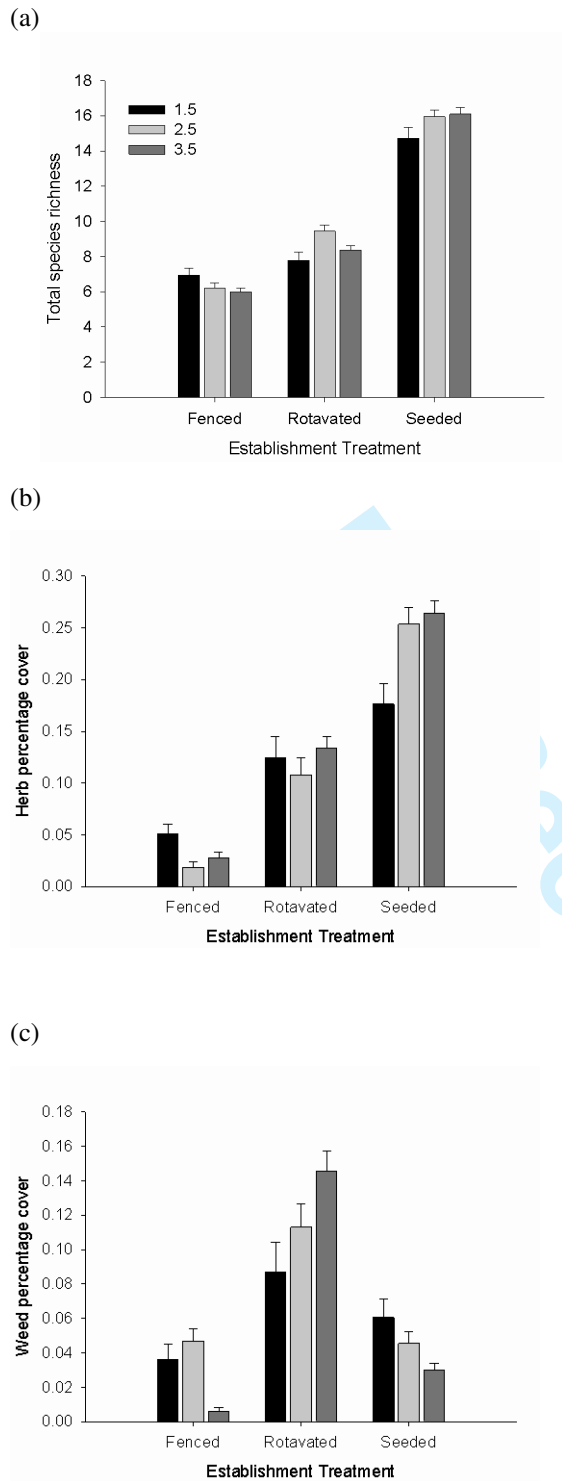 (a)
18
16
14
12
10
8
6
4
2
0
Total species richness
1.5
2.5
3.5
Fenced Rotavated Seeded
Establishment Treatment
(b)
0.30
0.25
0.20
0.15
0.10
0.05
0.00
Herb percentage cover
Fenced Rotavated Seeded
Establishment Treatment
(c)
0.18
0.16
0.14
0.12
0.10
0.08
0.06
0.04
0.02
0.00
Weed percentage cover
Fenced Rotavated Seeded
Establishment Treatment